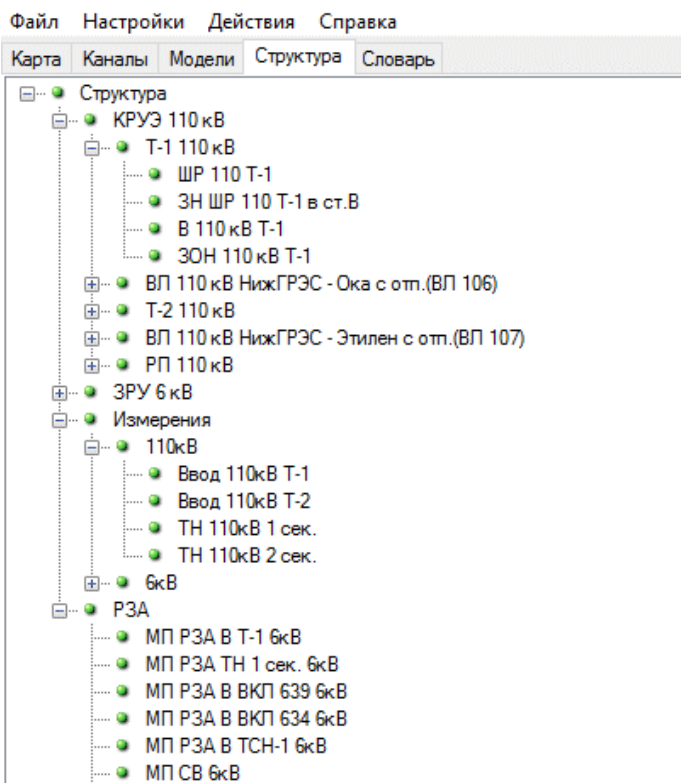 Файл Настройки Действия Справка
Карта Каналы Модели Структура Словарь
Структура
КРУЭ 110 кВ
Т-1 110 кВ
ШР 110 Т-1
ЗН ШР 110 Т-1 в ст.В
В 110 кВ Т-1
ЗОН 110 кВ Т-1
ВЛ 110 кВ НижГРЭС - Ока с отп.(ВЛ 106)
Т-2 110 кВ
ВЛ 110 кВ НижГРЭС - Этилен с отп.(ВЛ 107)
РП 110 кВ
ЗРУ 6 кВ
Измерения
110кВ
Ввод 110кВ Т-1
Ввод 110кВ Т-2
ТН 110кВ 1 сек.
ТН 110кВ 2 сек.
6кВ
РЗА
МП РЗА В Т-1 6кВ
МП РЗА ТН 1 сек. 6кВ
МП РЗА В ВКЛ 639 6кВ
МП РЗА В ВКЛ 634 6кВ
МП РЗА В ТСН-1 6кВ
МП СВ 6кВ